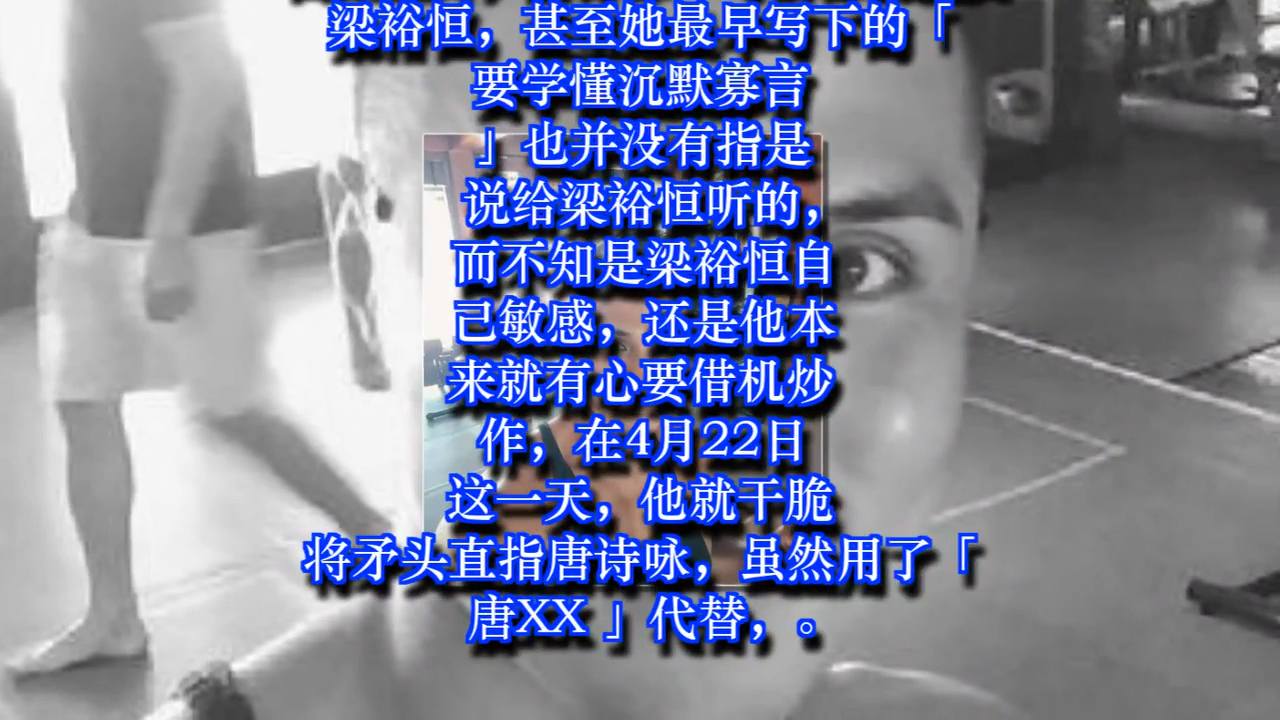 梁裕恒，甚至她最早写下的「
要学懂沉默寡言
」也并没有指是
说给梁裕恒听的，
而不知是梁裕恒自
己敏感，还是他本
来就有心要借机炒
作，在4月22日
这一天，他就干脆
将矛头直指唐诗咏，虽然用了「
唐XX 」代替，。